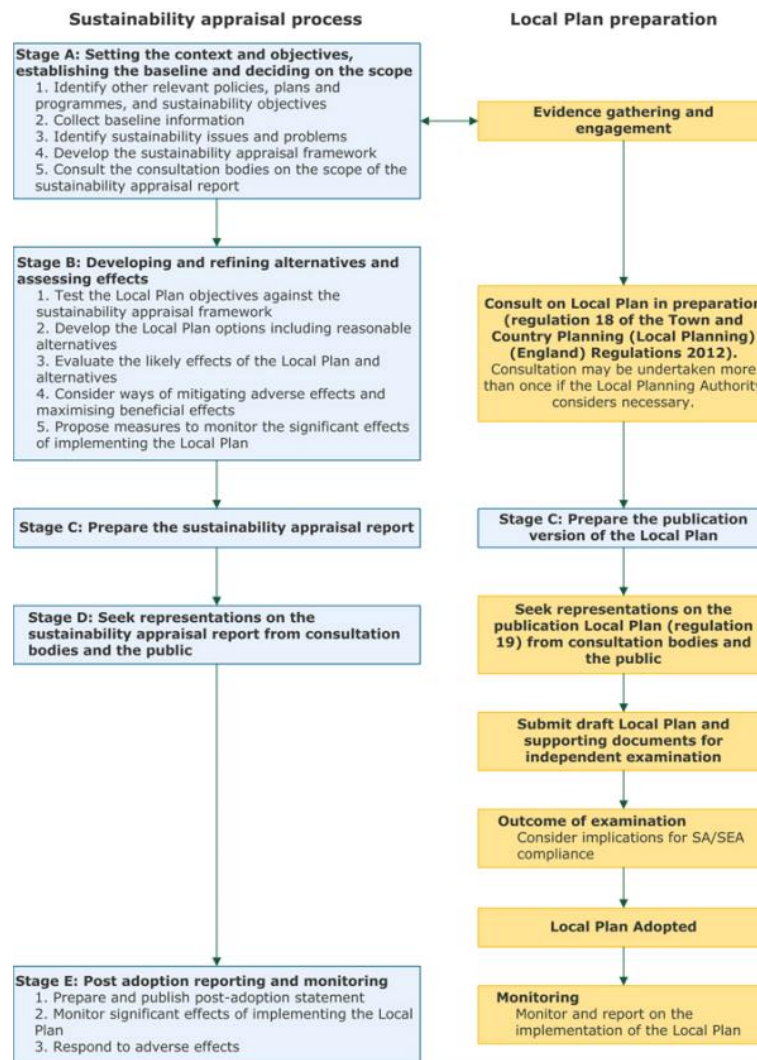 Sustainability appraisal process
Stage A: Setting the context and objectives,
establishing the baseline and deciding on the scope
1. Identify other relevant policies, plans and
programmes, and sustainability objectives
2. Collect baseline information
3. Identify sustainability issues and problems
4. Develop the sustainability appraisal framework
5. Consult the consultation bodies on the scope of the
sustainability appraisal report
Stage B: Developing and refining alternatives and
assessing effects
1. Test the Local Plan objectives against the
sustainability appraisal framework
2. Develop the Local Plan options including reasonable
alternatives
3. Evaluate the likely effects of the Local Plan and
alternatives
4. Consider ways of mitigating adverse effects and
maximising beneficial effects
5. Propose measures to monitor the significant effects
of implementing the Local Plan
Stage C: Prepare the sustainability appraisal report
Stage D: Seek representations on the
sustainability appraisal report from consultation
bodies and the public
Stage E: Post adoption reporting and monitoring
1. Prepare and publish post-adoption statement
2. Monitor significant effects of implementing the Local
Plan
3. Respond to adverse effects
Local Plan preparation
Evidence gathering and
engagement
Consult on Local Plan in preparation
(regulation 18 of the Town and
Country Planning (Local Planning)
(England) Regulations 2012).
Consultation may be undertaken more
than once if the Local Planning Authority
considers necessary.
Stage C: Prepare the publication
version of the Local Plan
Seek representations on the
publication Local Plan (regulation
19) from consultation bodies and
the public
Submit draft Local Plan and
supporting documents for
independent examination
Outcome of examination
Consider implications for SA/SEA
compliance
Local Plan Adopted
Monitoring
Monitor and report on the
implementation of the Local Plan